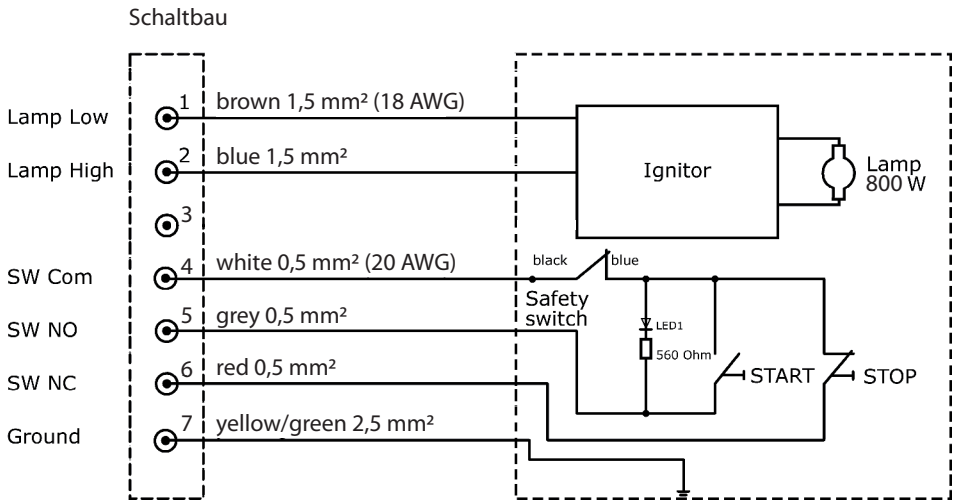 Schaltbau
Lamp Low 1 brown 1,5 mm² (18 AWG)
Lamp High 2 blue 1,5 mm²
Ignitor
Lamp
800 W
3
SW Com 4 white 0,5 mm² (20 AWG)
black blue
Safety
switch
SW NO 5 grey 0,5 mm²
LED1
560 Ohm
SW NC 6 red 0,5 mm²
START STOP
Ground 7 yellow/green 2,5 mm²